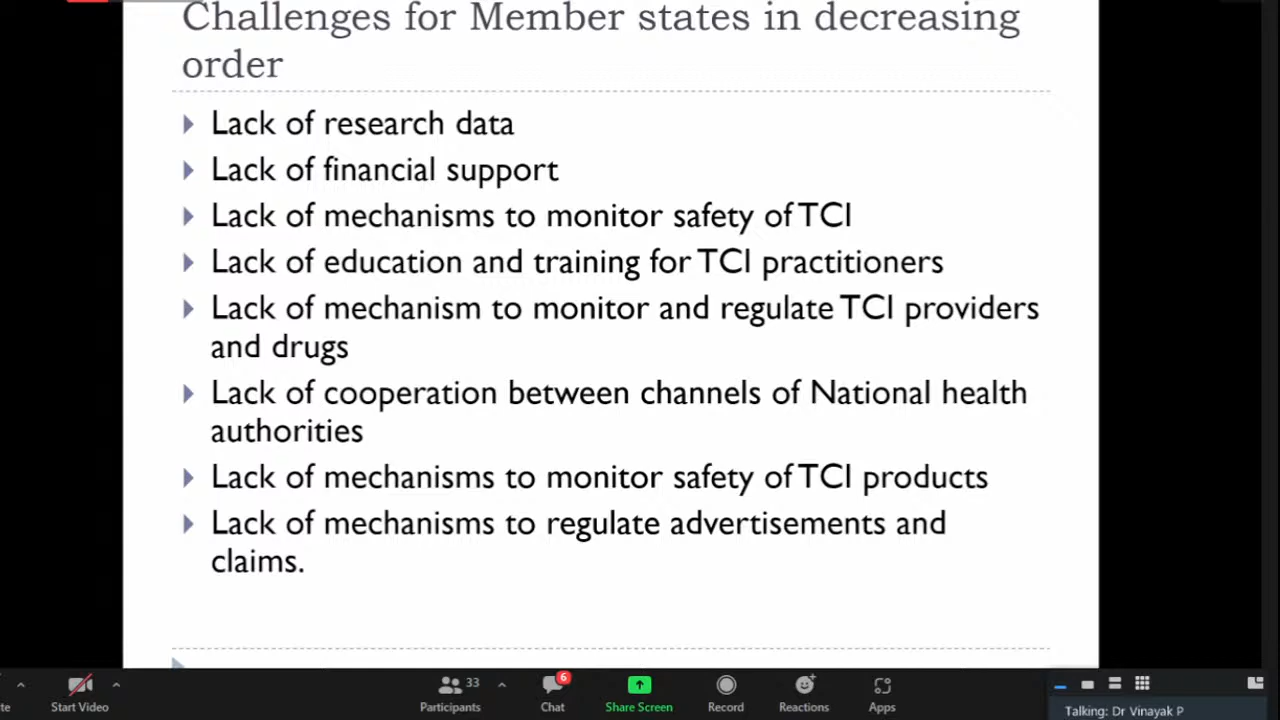 Challenges for Member states in decreasing
order
Lack of research data
Lack of financial support
Lack of mechanisms to monitor safety of TCI
Lack of education and training for TCI practitioners
Lack of mechanism to monitor and regulate TCI providers
and drugs
Lack of cooperation between channels of National health
authorities
Lack of mechanisms to monitor safety of TCI products
Lack of mechanisms to regulate advertisements and
claims.
te
Start Video
Participants
33
Chat
6
Share Screen
Record
Reactions
Apps
Talking: Dr Vinayak P